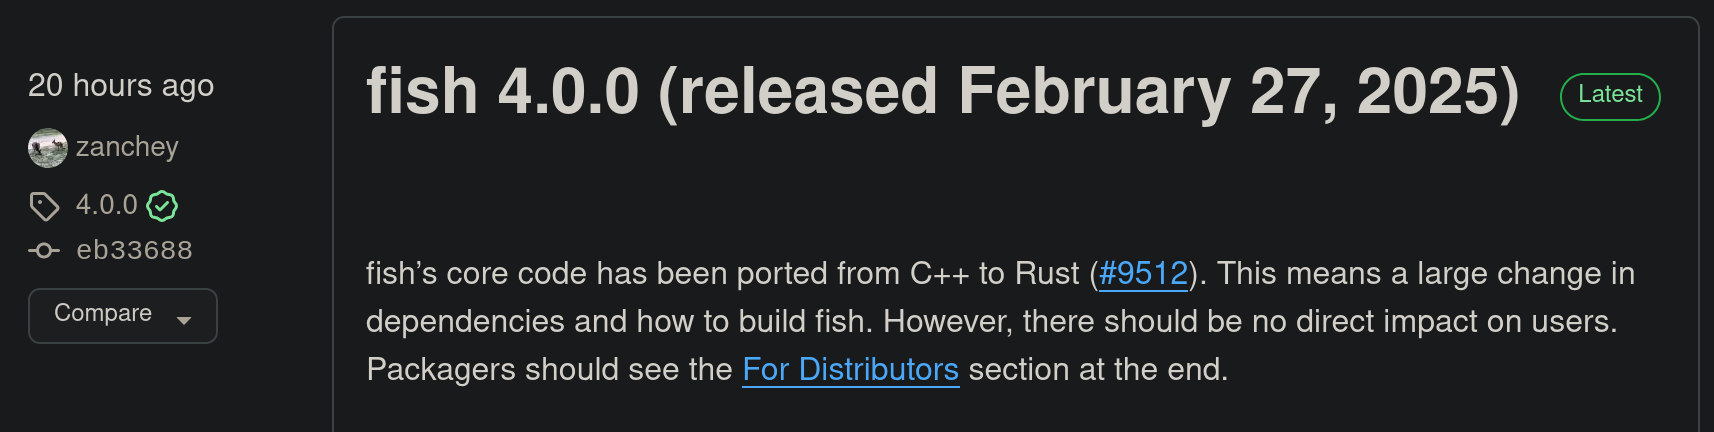 20 hours ago
zanchey
4.0.0
eb33688
Compare
fish 4.0.0 (released February 27, 2025)
Latest
fish’s core code has been ported from C++ to Rust (#9512). This means a large change in
dependencies and how to build fish. However, there should be no direct impact on users.
Packagers should see the For Distributors section at the end.